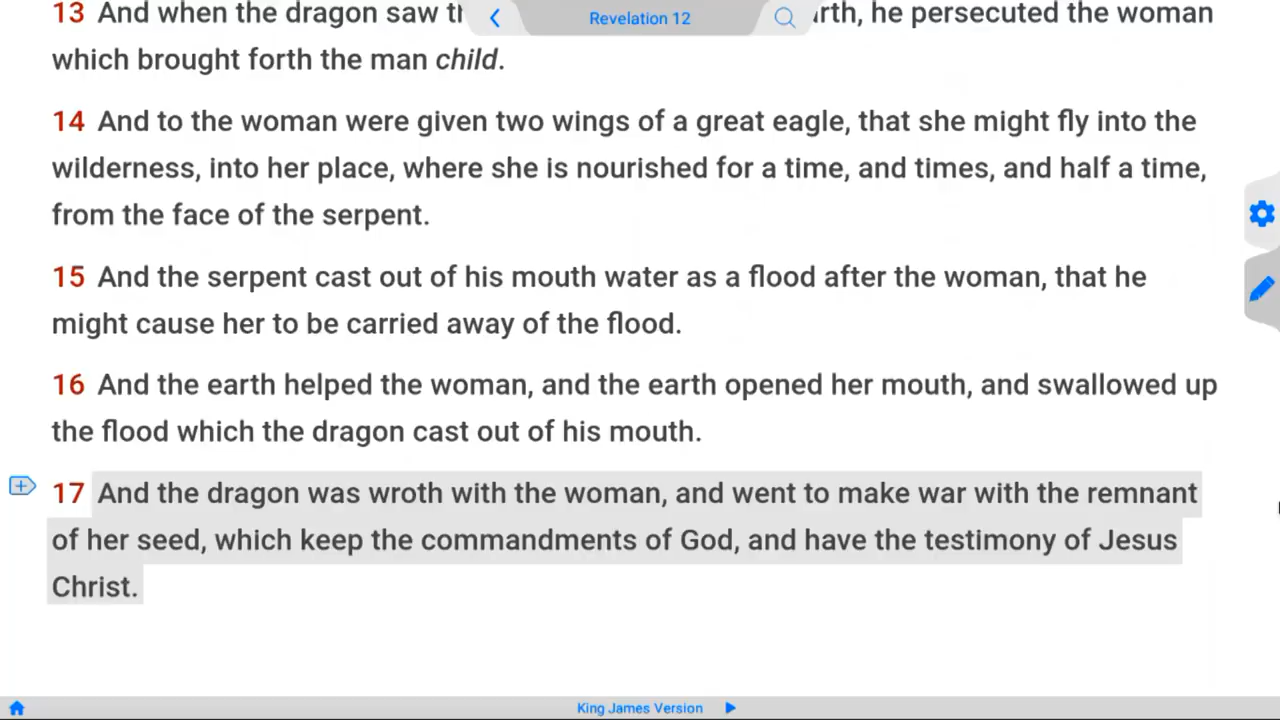 Revelation 12
13 And when the dragon saw rth, he persecuted the woman
which brought forth the man child.
14 And to the woman were given two wings of a great eagle, that she might fly into the
wilderness, into her place, where she is nourished for a time, and times, and half a time,
from the face of the serpent.
15 And the serpent cast out of his mouth water as a flood after the woman, that he
might cause her to be carried away of the flood.
16 And the earth helped the woman, and the earth opened her mouth, and swallowed up
the flood which the dragon cast out of his mouth.
17 And the dragon was wroth with the woman, and went to make war with the remnant
of her seed, which keep the commandments of God, and have the testimony of Jesus
Christ.
King James Version